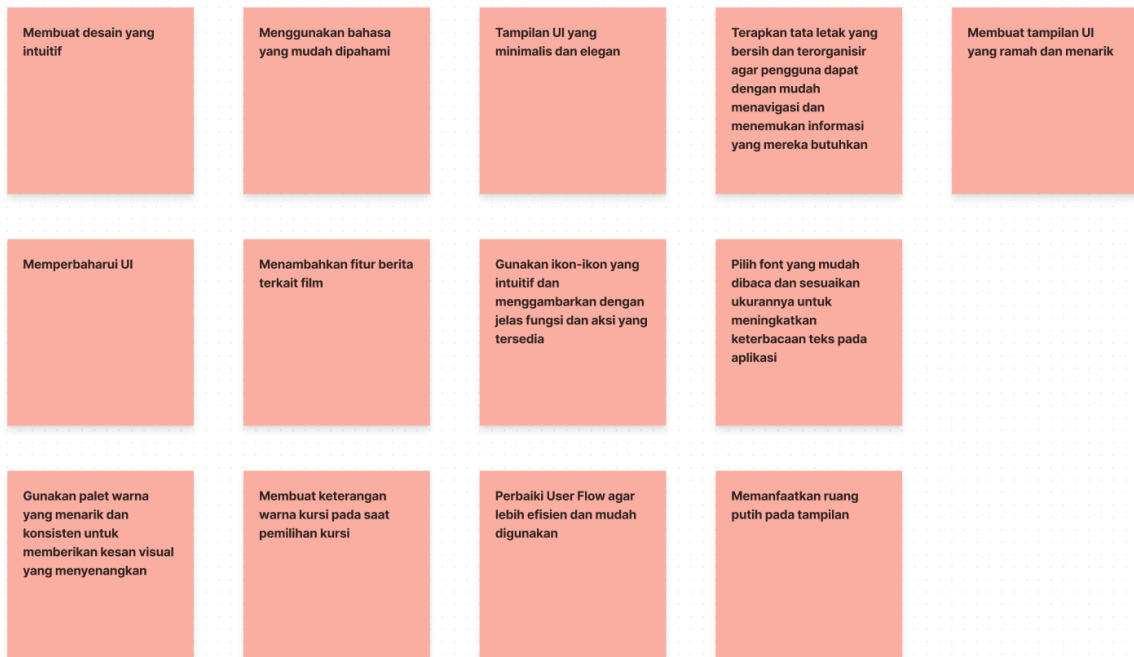 Membuat desain yang
intuitif
Menggunakan bahasa
yang mudah dipahami
Tampilan UI yang
minimalis dan elegan
Terapkan tata letak yang
bersih dan terorganisir
agar pengguna dapat
dengan mudah
menavigasi dan
menemukan informasi
yang mereka butuhkan
Membuat tampilan UI
yang ramah dan menarik
Memperbaharui UI
Menambahkan fitur berita
terkait film
Gunakan ikon-ikon yang
intuitif dan
menggambarkan dengan
jelas fungsi dan aksi yang
tersedia
Pilih font yang mudah
dibaca dan sesuaikan
ukurannya untuk
meningkatkan
keterbacaan teks pada
aplikasi
Gunakan palet warna
yang menarik dan
konsisten untuk
memberikan kesan visual
yang menyenangkan
Membuat keterangan
warna kursi pada saat
pemilihan kursi
Perbaiki User Flow agar
lebih efisien dan mudah
digunakan
Memanfaatkan ruang
putih pada tampilan